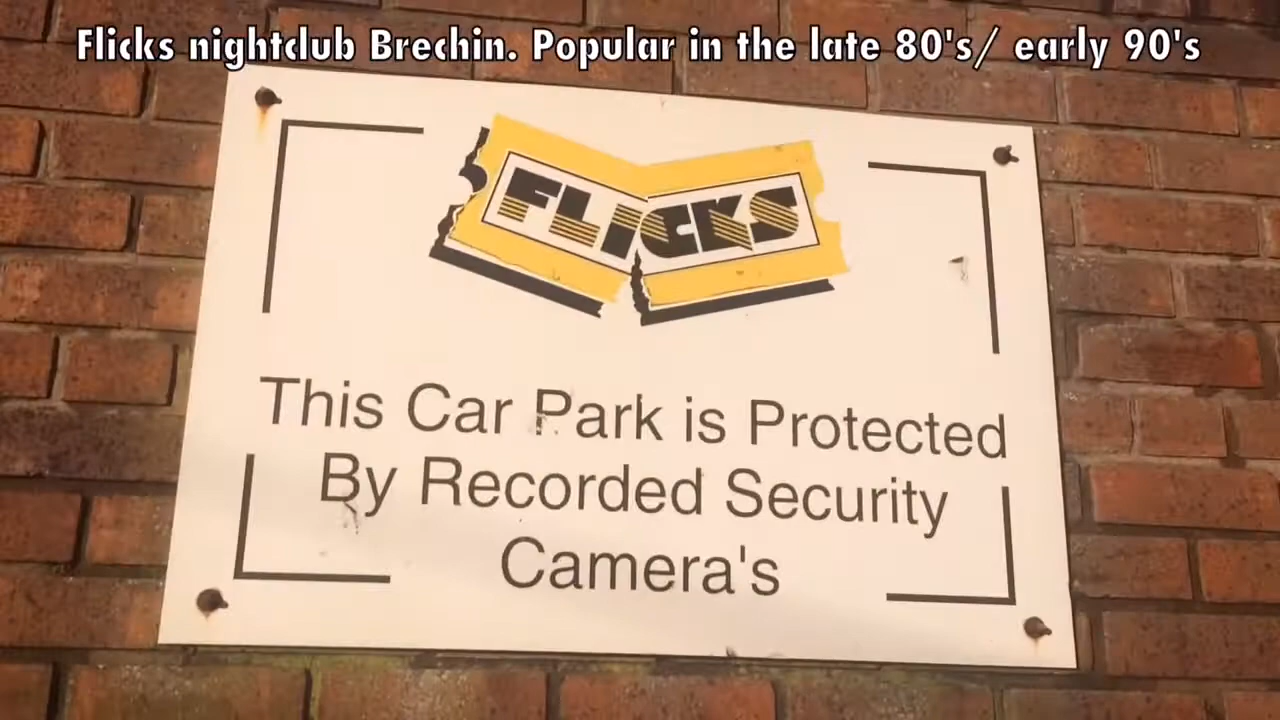 Flicks nightclub Brechin. Popular in the late 80's/ early 90's
FLICKS
This Car Park is Protected
By Recorded Security
Camera's